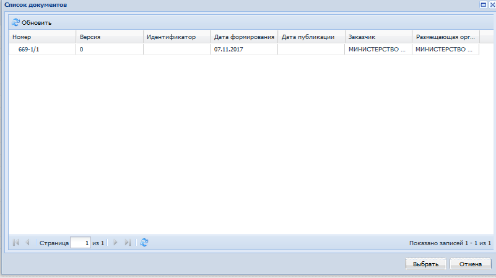 Список документов
Обновить
Номер Версия Идентификатор Дата формирования Дата публикации Заказчик Размещающая орг...
669-1/1 0 07.11.2017 МИНИСТЕРСТВО ... МИНИСТЕРСТВО ...
Страница 1 из 1 Показано записей 1 - 1 из 1
Выбрать Отмена